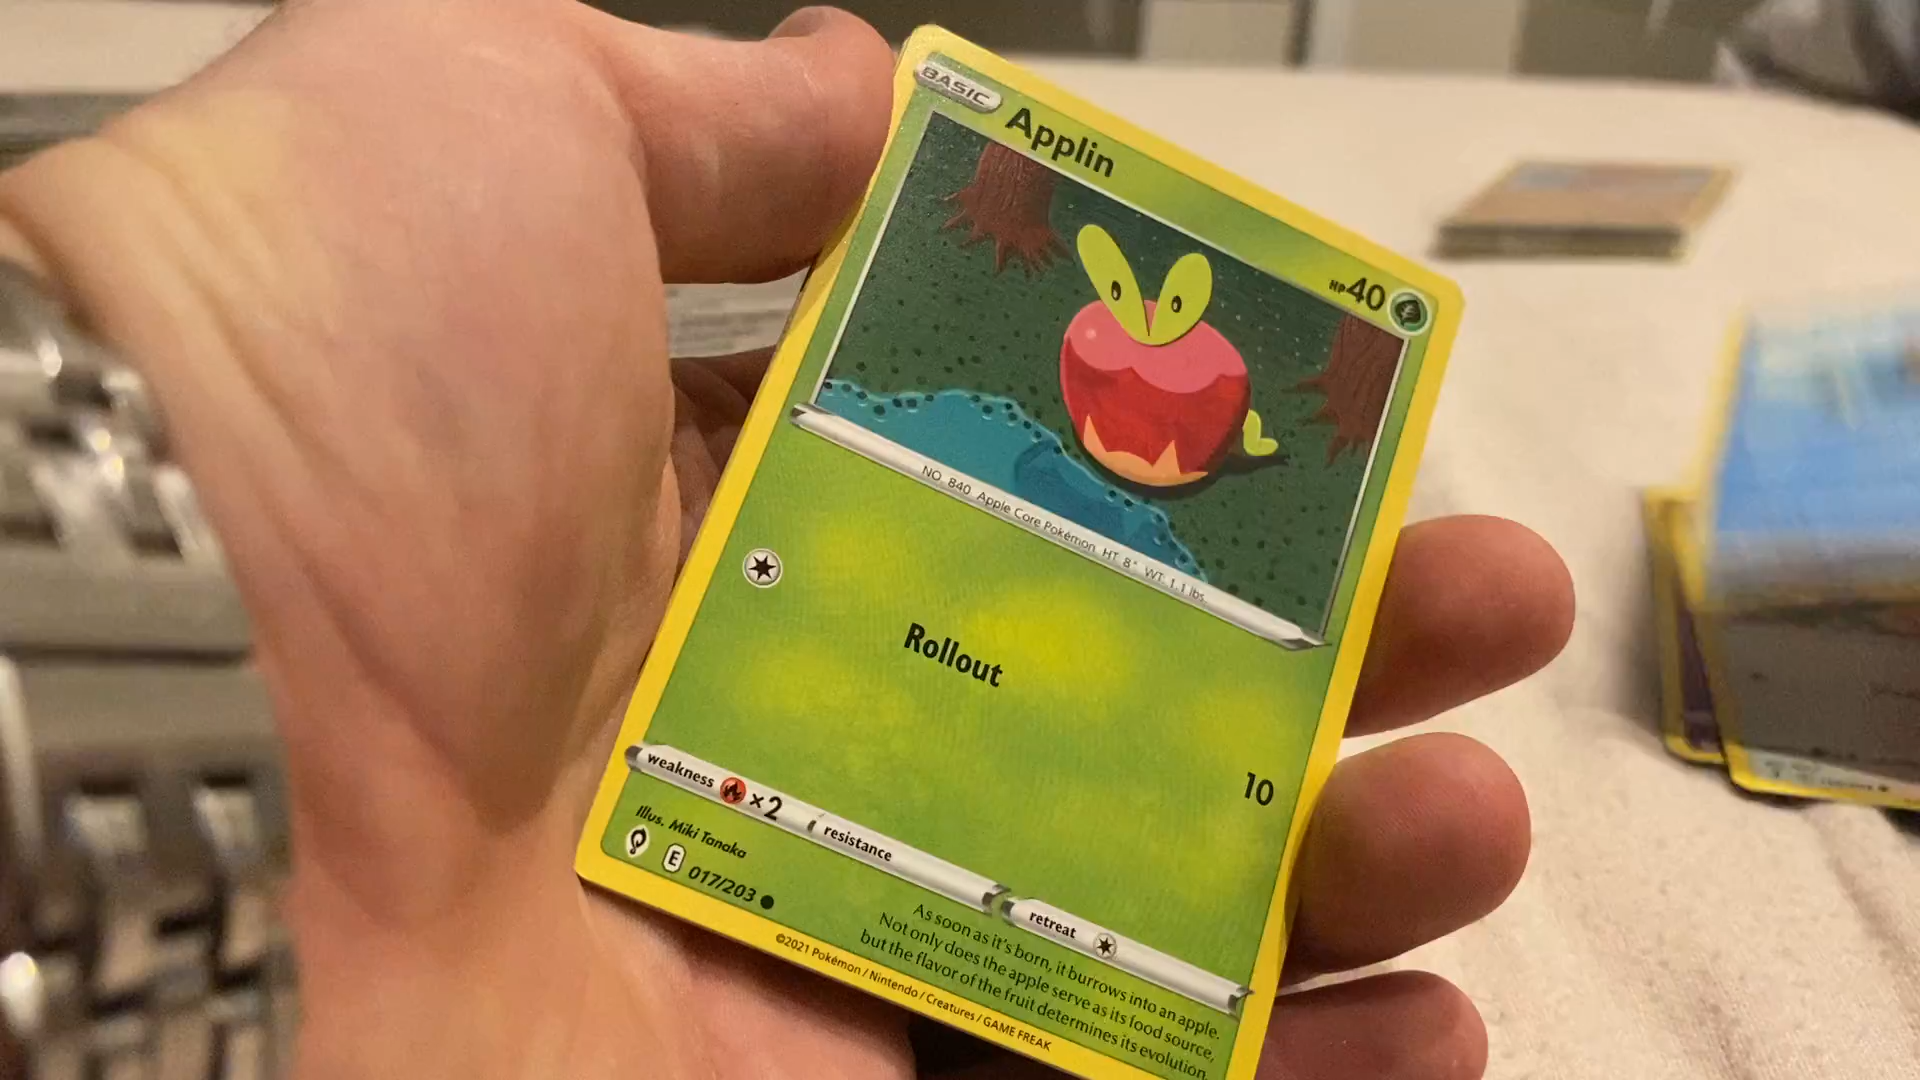 BASIC
Applin
HP 40
NO. 840 Apple Core Pokémon HT: 8" WT: 1.1 lbs.
Rollout
10
weakness ×2
resistance
retreat
Illus. Miki Tanaka
E 017/203
As soon as it's born, it burrows into an apple.
Not only does the apple serve as its food source,
but the flavor of the fruit determines its evolution.
©2021 Pokémon / Nintendo / Creatures / GAME FREAK